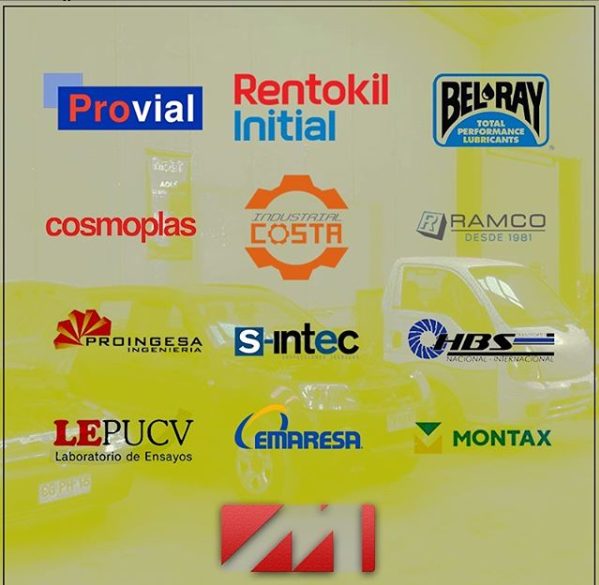 Provial
Rentokil
Initial
BEL-RAY
TOTAL
PERFORMANCE
LUBRICANTS
®
cosmoplas
INDUSTRIAL
COSTA
R
RAMCO
DESDE 1981
PROINGESA
INGENIERIA
s-intec
HBS
NACIONAL - INTERNACIONAL
LEPUCV
Laboratorio de Ensayos
EMARESA
MONTAX